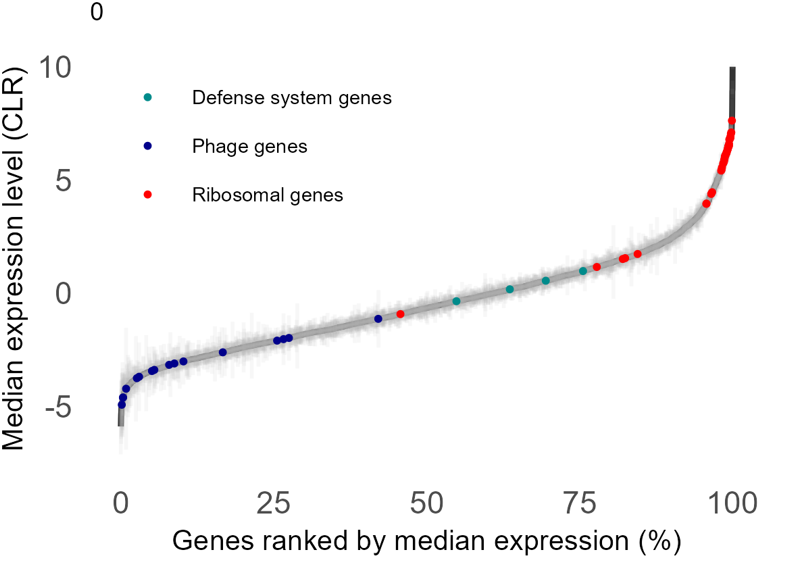 0
10
5
0
-5
Median expression level (CLR)
Defense system genes
Phage genes
Ribosomal genes
0 25 50 75 100
Genes ranked by median expression (%)